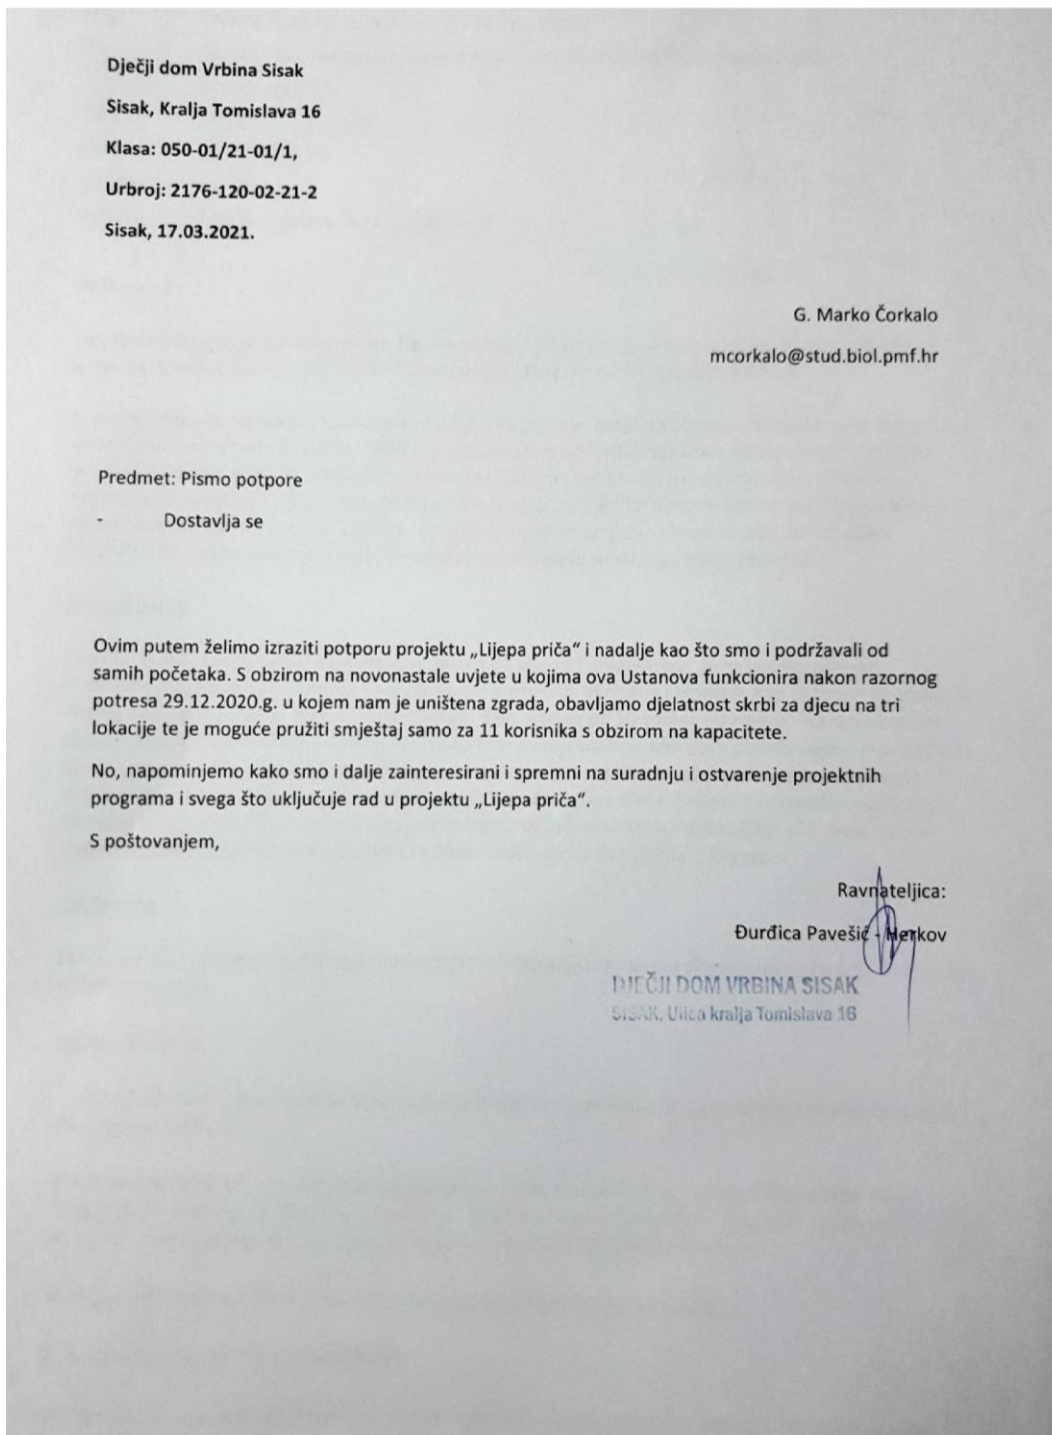 Dječji dom Vrbina Sisak
Sisak, Kralja Tomislava 16
Klasa: 050-01/21-01/1,
Urbroj: 2176-120-02-21-2
Sisak, 17.03.2021.
G. Marko Čorkalo
mcorkalo@stud.biol.pmf.hr
Predmet: Pismo potpore
- Dostavlja se
Ovim putem želimo izraziti potporu projektu „Lijepa priča“ i nadalje kao što smo i podržavali od
samih početaka. S obzirom na novonastale uvjete u kojima ova Ustanova funkcionira nakon razornog
potresa 29.12.2020.g. u kojem nam je uništena zgrada, obavljamo djelatnost skrbi za djecu na tri
lokacije te je moguće pružiti smještaj samo za 11 korisnika s obzirom na kapacitete.
No, napominjemo kako smo i dalje zainteresirani i spremni na suradnju i ostvarenje projektnih
programa i svega što uključuje rad u projektu „Lijepa priča“.
S poštovanjem,
Ravnateljica:
Đurđica Pavešić - Merkov
DJEČJI DOM VRBINA SISAK
SISAK, Ulica kralja Tomislava 16